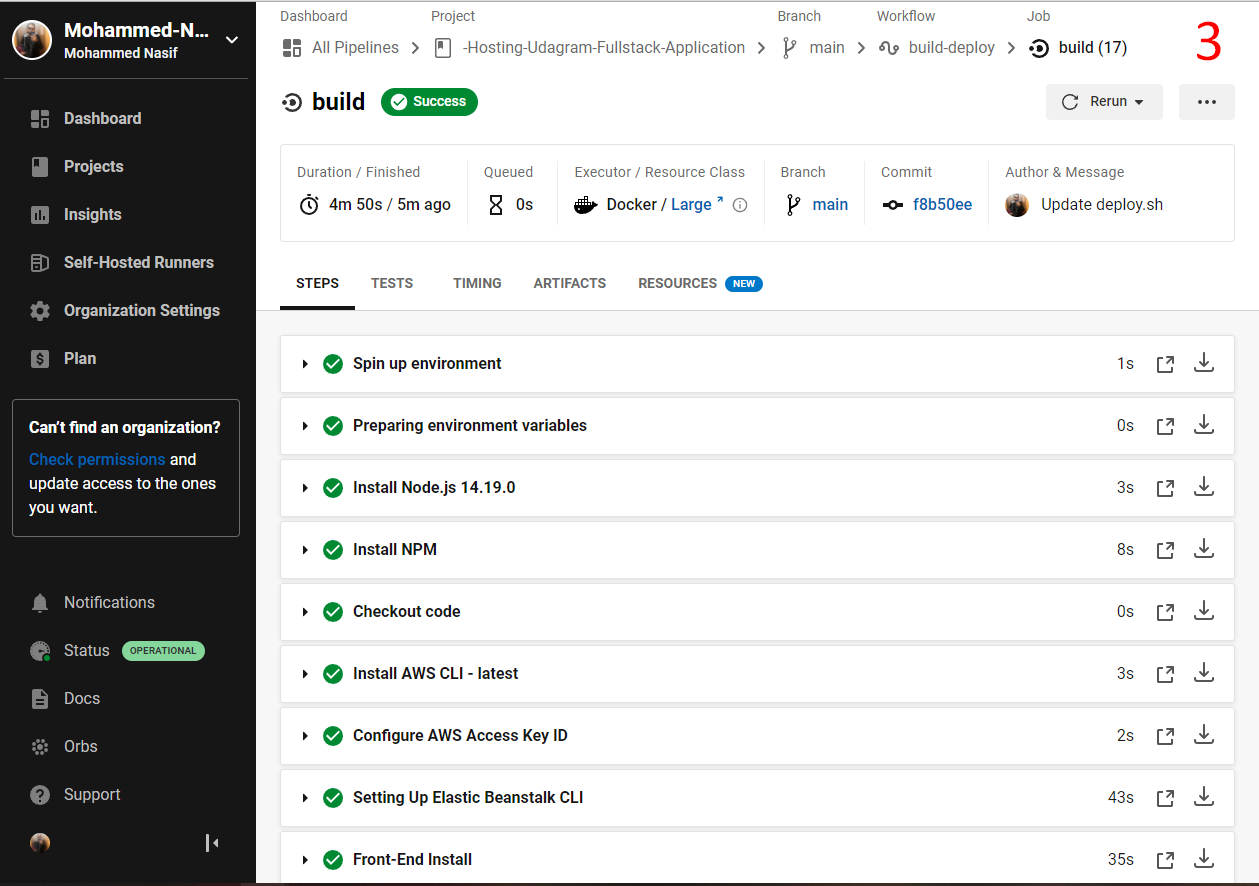 Mohammed-N...
Mohammed Nasif
Dashboard
Projects
Insights
Self-Hosted Runners
Organization Settings
Plan
Can't find an organization?
Check permissions and
update access to the ones
you want.
Notifications
Status OPERATIONAL
Docs
Orbs
Support
Dashboard Project Branch Workflow Job
All Pipelines -Hosting-Udagram-Fullstack-Application main build-deploy build (17)
3
build Success
Rerun
Duration / Finished Queued Executor / Resource Class Branch Commit Author & Message
4m 50s / 5m ago 0s Docker / Large main f8b50ee Update deploy.sh
STEPS TESTS TIMING ARTIFACTS RESOURCES NEW
Spin up environment 1s
Preparing environment variables 0s
Install Node.js 14.19.0 3s
Install NPM 8s
Checkout code 0s
Install AWS CLI - latest 3s
Configure AWS Access Key ID 2s
Setting Up Elastic Beanstalk CLI 43s
Front-End Install 35s